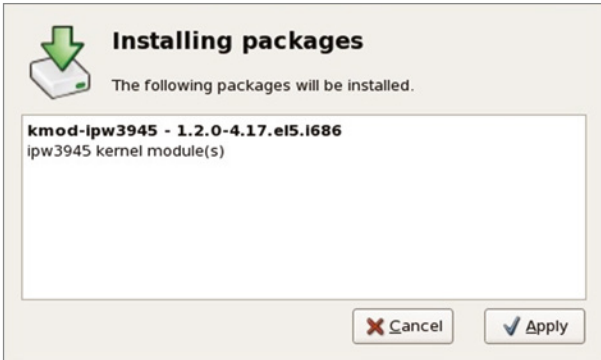 Installing packages
The following packages will be installed.
kmod-ipw3945 - 1.2.0-4.17.el5.i686
ipw3945 kernel module(s)
Cancel
Apply